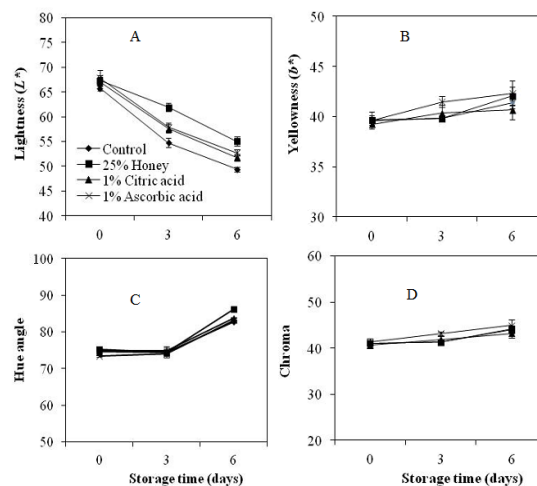 A
Lightness (L*)
80
75
70
65
60
55
50
45
40
Control
25% Honey
1% Citric acid
1% Ascorbic acid
0 3 6
B
Yellowness (b*)
50
45
40
35
30
0 3 6
C
Hue angle
100
90
80
70
60
50
0 3 6
Storage time (days)
D
Chroma
60
50
40
30
20
0 3 6
Storage time (days)